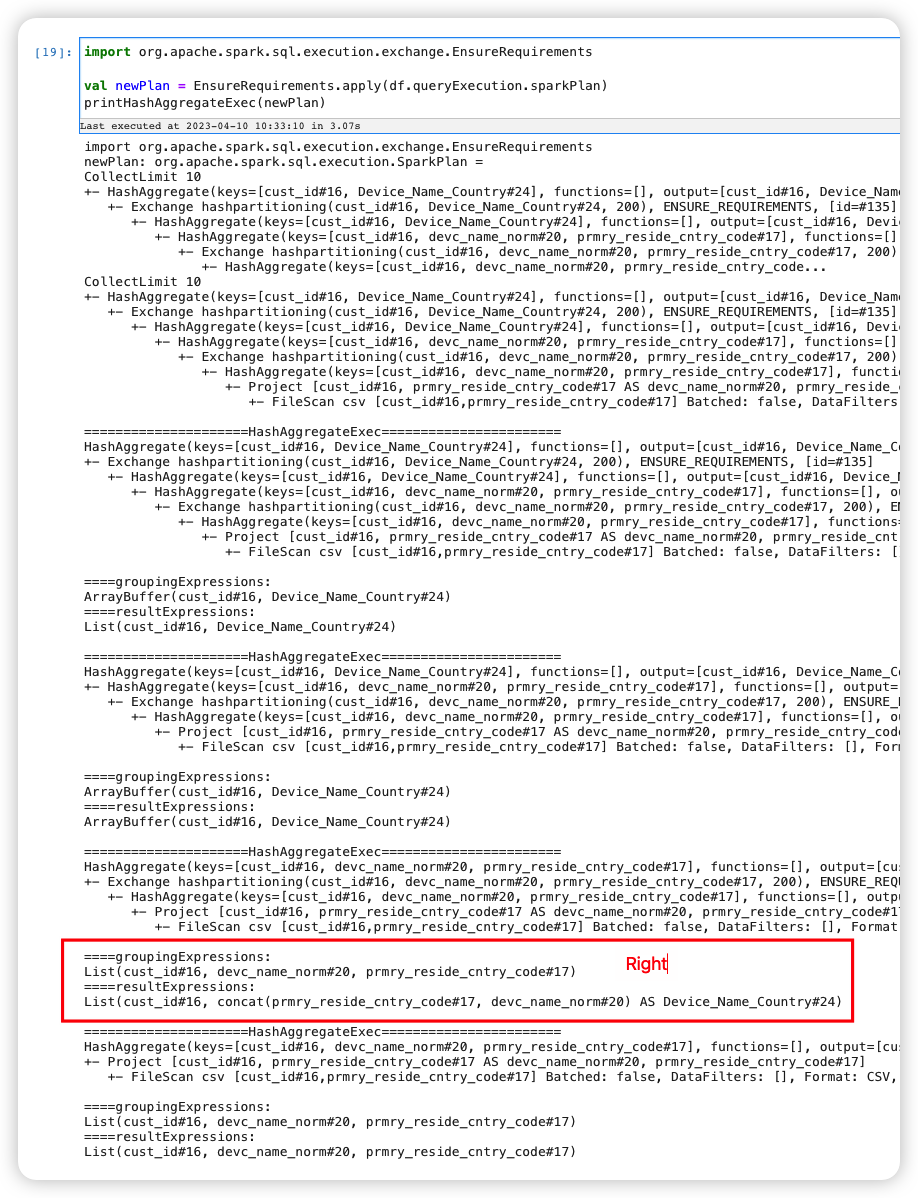 [19]: import org.apache.spark.sql.execution.exchange.EnsureRequirements
val newPlan = EnsureRequirements.apply(df.queryExecution.sparkPlan)
printHashAggregateExec(newPlan)
Last executed at 2023-04-10 10:33:10 in 3.07s
import org.apache.spark.sql.execution.exchange.EnsureRequirements
newPlan: org.apache.spark.sql.execution.SparkPlan =
CollectLimit 10
+- HashAggregate(keys=[cust_id#16, Device_Name_Country#24], functions=[], output=[cust_id#16, Device_Nam
   +- Exchange hashpartitioning(cust_id#16, Device_Name_Country#24, 200), ENSURE_REQUIREMENTS, [id=#135]
      +- HashAggregate(keys=[cust_id#16, Device_Name_Country#24], functions=[], output=[cust_id#16, Devi
         +- HashAggregate(keys=[cust_id#16, devc_name_norm#20, prmry_reside_cntry_code#17], functions=[]
            +- Exchange hashpartitioning(cust_id#16, devc_name_norm#20, prmry_reside_cntry_code#17, 200)
               +- HashAggregate(keys=[cust_id#16, devc_name_norm#20, prmry_reside_cntry_code...
CollectLimit 10
+- HashAggregate(keys=[cust_id#16, Device_Name_Country#24], functions=[], output=[cust_id#16, Device_Nam
   +- Exchange hashpartitioning(cust_id#16, Device_Name_Country#24, 200), ENSURE_REQUIREMENTS, [id=#135]
      +- HashAggregate(keys=[cust_id#16, Device_Name_Country#24], functions=[], output=[cust_id#16, Devi
         +- HashAggregate(keys=[cust_id#16, devc_name_norm#20, prmry_reside_cntry_code#17], functions=[]
            +- Exchange hashpartitioning(cust_id#16, devc_name_norm#20, prmry_reside_cntry_code#17, 200)
               +- HashAggregate(keys=[cust_id#16, devc_name_norm#20, prmry_reside_cntry_code#17], functi
                  +- Project [cust_id#16, prmry_reside_cntry_code#17 AS devc_name_norm#20, prmry_reside_
                     +- FileScan csv [cust_id#16,prmry_reside_cntry_code#17] Batched: false, DataFilters
=====================HashAggregateExec=======================
HashAggregate(keys=[cust_id#16, Device_Name_Country#24], functions=[], output=[cust_id#16, Device_Name_C
+- Exchange hashpartitioning(cust_id#16, Device_Name_Country#24, 200), ENSURE_REQUIREMENTS, [id=#135]
   +- HashAggregate(keys=[cust_id#16, Device_Name_Country#24], functions=[], output=[cust_id#16, Device_
      +- HashAggregate(keys=[cust_id#16, devc_name_norm#20, prmry_reside_cntry_code#17], functions=[], o
         +- Exchange hashpartitioning(cust_id#16, devc_name_norm#20, prmry_reside_cntry_code#17, 200), E
            +- HashAggregate(keys=[cust_id#16, devc_name_norm#20, prmry_reside_cntry_code#17], functions
               +- Project [cust_id#16, prmry_reside_cntry_code#17 AS devc_name_norm#20, prmry_reside_cnt
                  +- FileScan csv [cust_id#16,prmry_reside_cntry_code#17] Batched: false, DataFilters: [
====groupingExpressions:
ArrayBuffer(cust_id#16, Device_Name_Country#24)
====resultExpressions:
List(cust_id#16, Device_Name_Country#24)
=====================HashAggregateExec=======================
HashAggregate(keys=[cust_id#16, Device_Name_Country#24], functions=[], output=[cust_id#16, Device_Name_C
+- HashAggregate(keys=[cust_id#16, devc_name_norm#20, prmry_reside_cntry_code#17], functions=[], output=
   +- Exchange hashpartitioning(cust_id#16, devc_name_norm#20, prmry_reside_cntry_code#17, 200), ENSURE_
      +- HashAggregate(keys=[cust_id#16, devc_name_norm#20, prmry_reside_cntry_code#17], functions=[], o
         +- Project [cust_id#16, prmry_reside_cntry_code#17 AS devc_name_norm#20, prmry_reside_cntry_cod
            +- FileScan csv [cust_id#16,prmry_reside_cntry_code#17] Batched: false, DataFilters: [], For
====groupingExpressions:
ArrayBuffer(cust_id#16, Device_Name_Country#24)
====resultExpressions:
ArrayBuffer(cust_id#16, Device_Name_Country#24)
=====================HashAggregateExec=======================
HashAggregate(keys=[cust_id#16, devc_name_norm#20, prmry_reside_cntry_code#17], functions=[], output=[cu
+- Exchange hashpartitioning(cust_id#16, devc_name_norm#20, prmry_reside_cntry_code#17, 200), ENSURE_REQ
   +- HashAggregate(keys=[cust_id#16, devc_name_norm#20, prmry_reside_cntry_code#17], functions=[], outp
      +- Project [cust_id#16, prmry_reside_cntry_code#17 AS devc_name_norm#20, prmry_reside_cntry_code#1
         +- FileScan csv [cust_id#16,prmry_reside_cntry_code#17] Batched: false, DataFilters: [], Format
====groupingExpressions:
List(cust_id#16, devc_name_norm#20, prmry_reside_cntry_code#17)
Right
====resultExpressions:
List(cust_id#16, concat(prmry_reside_cntry_code#17, devc_name_norm#20) AS Device_Name_Country#24)
=====================HashAggregateExec=======================
HashAggregate(keys=[cust_id#16, devc_name_norm#20, prmry_reside_cntry_code#17], functions=[], output=[cu
+- Project [cust_id#16, prmry_reside_cntry_code#17 AS devc_name_norm#20, prmry_reside_cntry_code#17]
   +- FileScan csv [cust_id#16,prmry_reside_cntry_code#17] Batched: false, DataFilters: [], Format: CSV,
====groupingExpressions:
List(cust_id#16, devc_name_norm#20, prmry_reside_cntry_code#17)
====resultExpressions:
List(cust_id#16, devc_name_norm#20, prmry_reside_cntry_code#17)